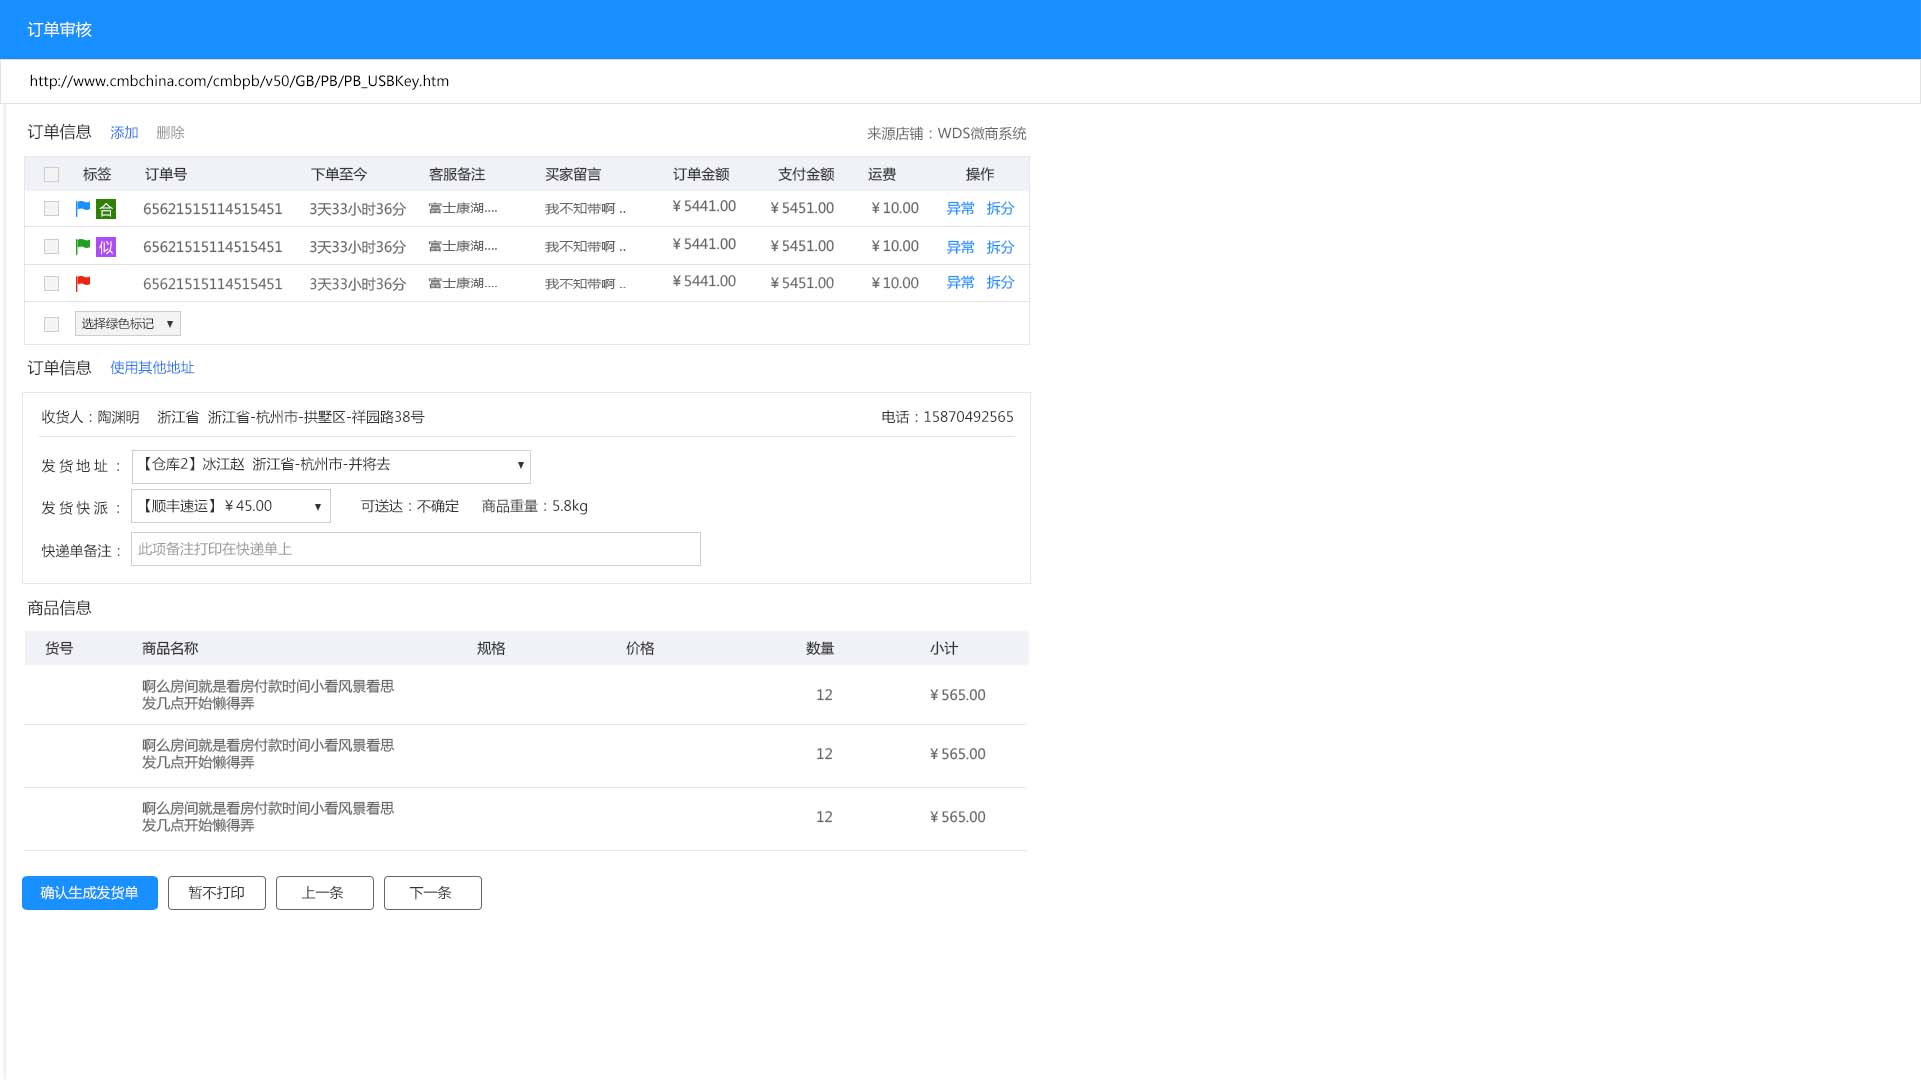 订单审核
http://www.cmbchina.com/cmbpb/v50/GB/PB/PB_USBKey.htm
订单信息 添加 删除 来源店铺：WDS微商系统
标签 订单号 下单至今 客服备注 买家留言 订单金额 支付金额 运费 操作
合 65621515114515451 3天33小时36分 富士康湖.... 我不知带啊 .. ¥ 5441.00 ¥ 5451.00 ¥ 10.00 异常 拆分
似 65621515114515451 3天33小时36分 富士康湖.... 我不知带啊 .. ¥ 5441.00 ¥ 5451.00 ¥ 10.00 异常 拆分
65621515114515451 3天33小时36分 富士康湖.... 我不知带啊 .. ¥ 5441.00 ¥ 5451.00 ¥ 10.00 异常 拆分
选择绿色标记 ▼
订单信息 使用其他地址
收货人：陶渊明 浙江省 浙江省-杭州市-拱墅区-祥园路38号 电话：15870492565
发货地址： 【仓库2】冰江赵 浙江省-杭州市-并将去 ▼
发货快派： 【顺丰速运】¥ 45.00 ▼ 可送达：不确定 商品重量：5.8kg
快递单备注： 此项备注打印在快递单上
商品信息
货号 商品名称 规格 价格 数量 小计
啊么房间就是看房付款时间小看风景看思
发几点开始懒得弄 12 ¥ 565.00
啊么房间就是看房付款时间小看风景看思
发几点开始懒得弄 12 ¥ 565.00
啊么房间就是看房付款时间小看风景看思
发几点开始懒得弄 12 ¥ 565.00
确认生成发货单 暂不打印 上一条 下一条